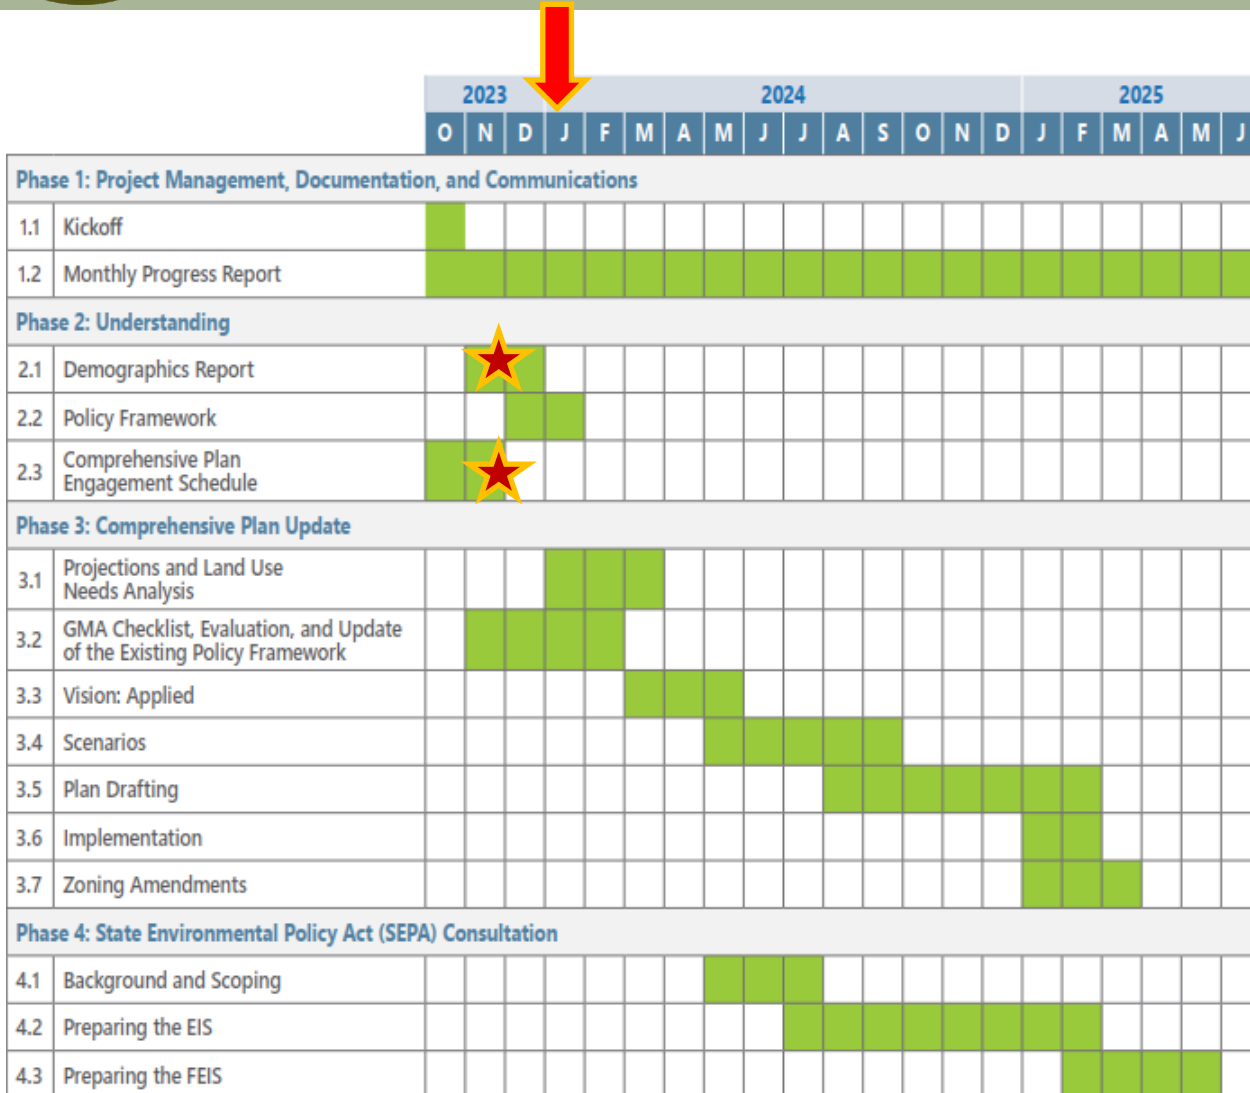 2023 2024 2025
O N D J F M A M J J A S O N D J F M A M J
Phase 1: Project Management, Documentation, and Communications
1.1 Kickoff
1.2 Monthly Progress Report
Phase 2: Understanding
2.1 Demographics Report
2.2 Policy Framework
2.3 Comprehensive Plan
Engagement Schedule
Phase 3: Comprehensive Plan Update
3.1 Projections and Land Use
Needs Analysis
3.2 GMA Checklist, Evaluation, and Update
of the Existing Policy Framework
3.3 Vision: Applied
3.4 Scenarios
3.5 Plan Drafting
3.6 Implementation
3.7 Zoning Amendments
Phase 4: State Environmental Policy Act (SEPA) Consultation
4.1 Background and Scoping
4.2 Preparing the EIS
4.3 Preparing the FEIS